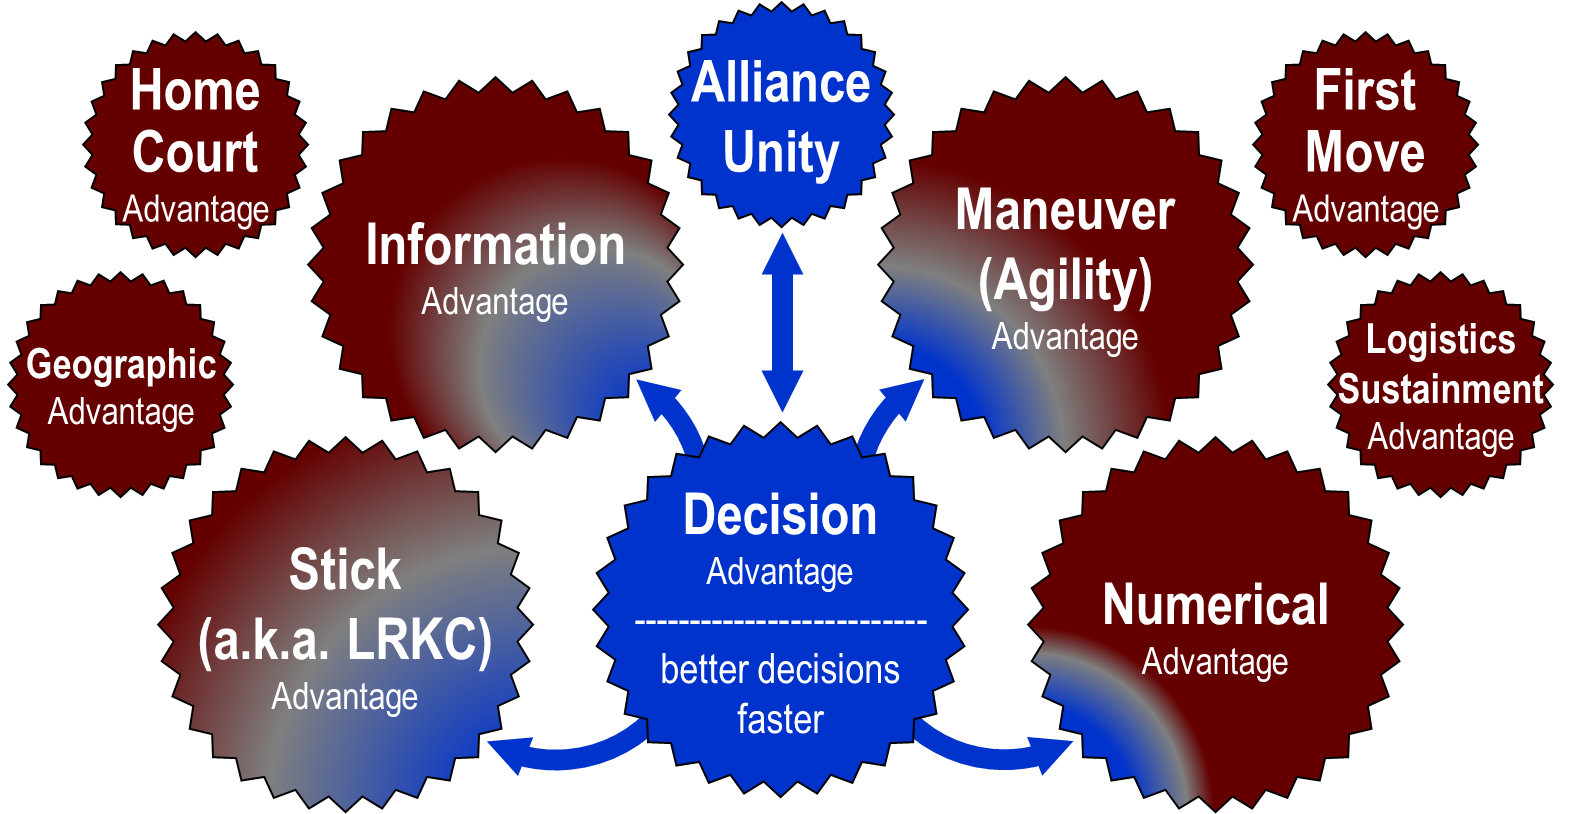 Home
Court
Advantage
Information
Advantage
Alliance
Unity
Maneuver
(Agility)
Advantage
First
Move
Advantage
Geographic
Advantage
Logistics
Sustainment
Advantage
Stick
(a.k.a. LRKC)
Advantage
Decision
Advantage
--------------------------
better decisions
faster
Numerical
Advantage